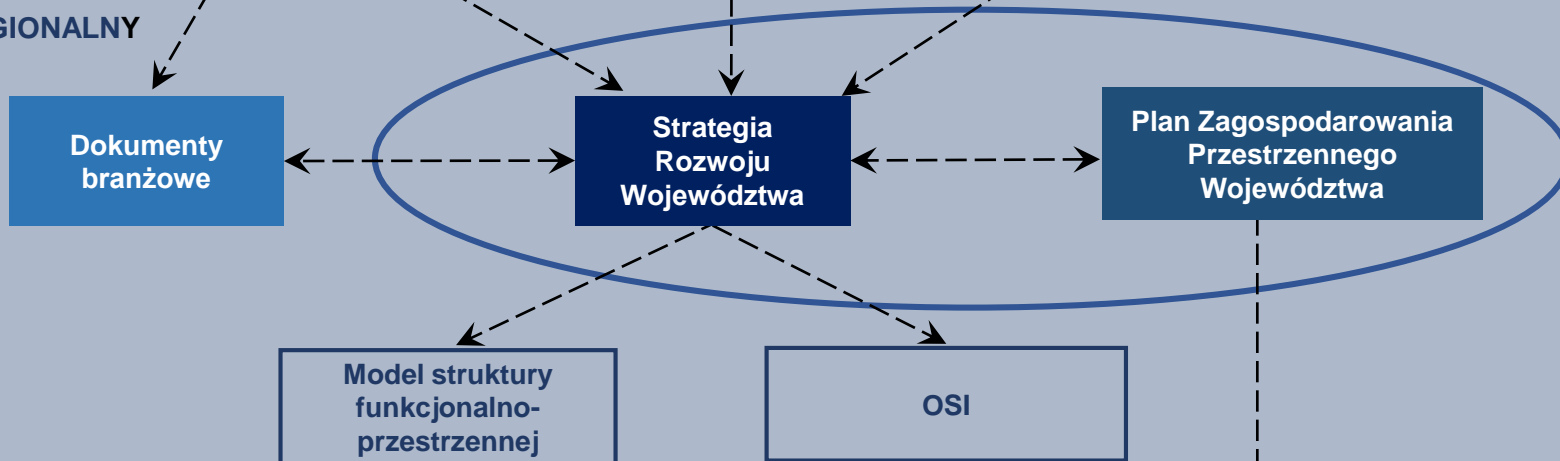 GIONALNY
Dokumenty
branżowe
Strategia
Rozwoju
Województwa
Plan Zagospodarowania
Przestrzennego
Województwa
Model struktury
funkcjonalno-
przestrzennej
OSI